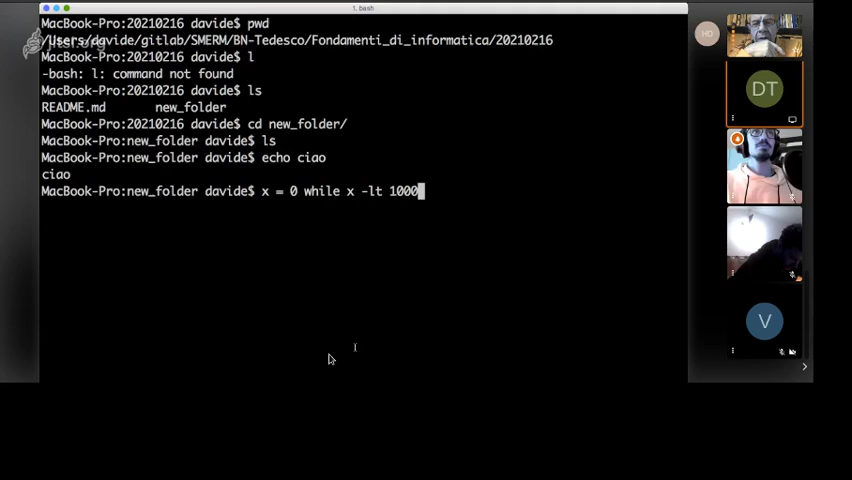 1. bash
MacBook-Pro:20210216 davide$ pwd
/Users/davide/gitlab/SMERM/BN-Tedesco/Fondamenti_di_informatica/20210216
jitsi.org
MacBook-Pro:20210216 davide$ l
-bash: l: command not found
MacBook-Pro:20210216 davide$ ls
README.md new_folder
MacBook-Pro:20210216 davide$ cd new_folder/
MacBook-Pro:new_folder davide$ ls
MacBook-Pro:new_folder davide$ echo ciao
ciao
MacBook-Pro:new_folder davide$ x = 0 while x -lt 1000
HD
DT
V